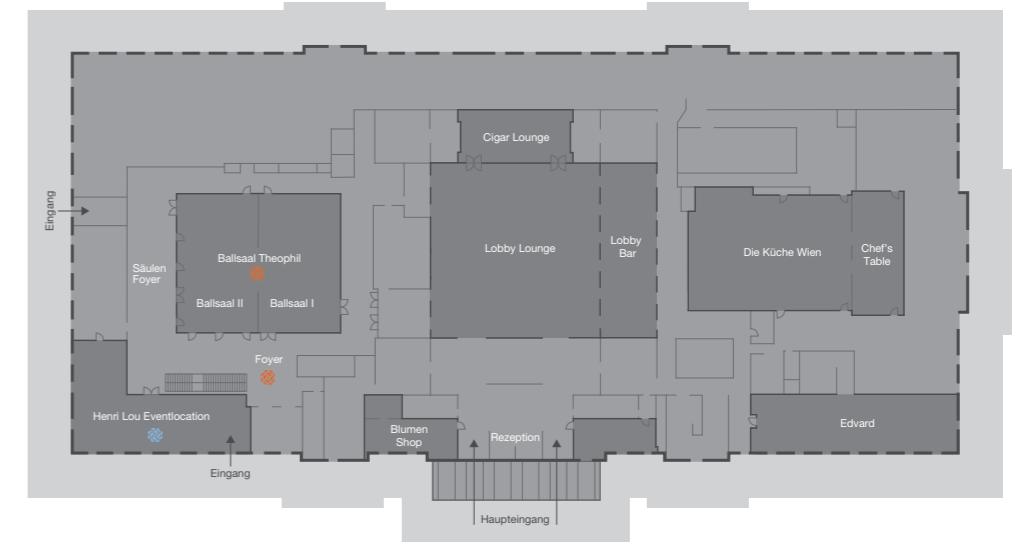 Cigar Lounge
Eingang
Lobby Lounge
Lobby
Bar
Die Küche Wien
Chef's
Table
Säulen
Foyer
Ballsaal Theophil
Ballsaal II
Ballsaal I
Foyer
Henri Lou Eventlocation
Blumen
Shop
Rezeption
Edvard
Eingang
Haupteingang